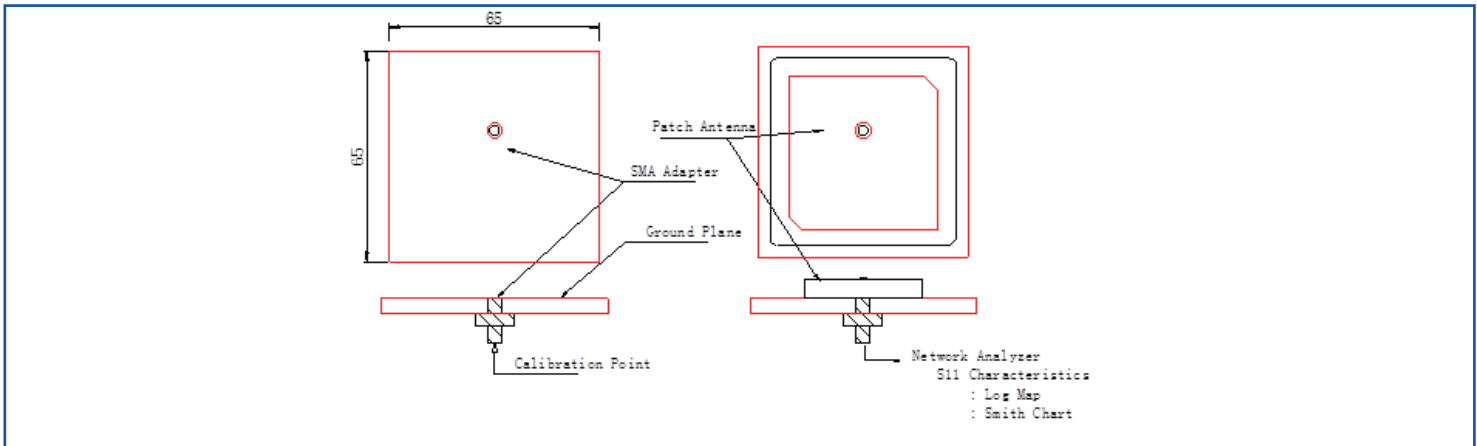 65
65
Patch Antenna
SMA Adapter
Ground Plane
Calibration Point
Network Analyzer
S11 Characteristics
: Log Map
: Smith Chart